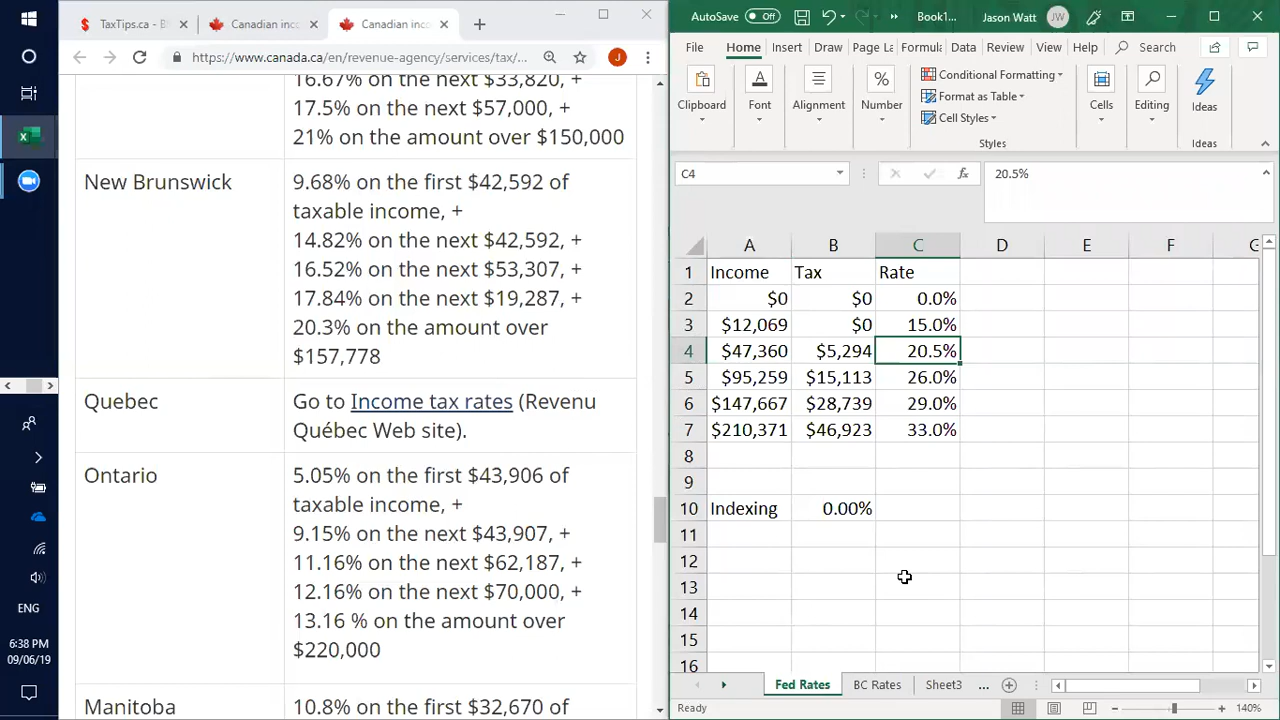 TaxTips.ca - B
Canadian inco
Canadian inco
https://www.canada.ca/en/revenue-agency/services/tax/...
J
16.67% on the next $33,820, +
17.5% on the next $57,000, +
21% on the amount over $150,000
New Brunswick
9.68% on the first $42,592 of
taxable income, +
14.82% on the next $42,592, +
16.52% on the next $53,307, +
17.84% on the next $19,287, +
20.3% on the amount over
$157,778
Quebec
Go to Income tax rates (Revenu
Québec Web site).
Ontario
5.05% on the first $43,906 of
taxable income, +
9.15% on the next $43,907, +
11.16% on the next $62,187, +
12.16% on the next $70,000, +
13.16 % on the amount over
$220,000
Manitoba
10.8% on the first $32,670 of
ENG
6:38 PM
09/06/19
AutoSave Off Book1... Jason Watt JW
File Home Insert Draw Page La Formula Data Review View Help Search
Clipboard
Font
Alignment
Number
Conditional Formatting
Format as Table
Cell Styles
Styles
Cells
Editing
Ideas
Ideas
C4 fx 20.5%
A B C D E F G
1 Income Tax Rate
2 $0 $0 0.0%
3 $12,069 $0 15.0%
4 $47,360 $5,294 20.5%
5 $95,259 $15,113 26.0%
6 $147,667 $28,739 29.0%
7 $210,371 $46,923 33.0%
8
9
10 Indexing 0.00%
11
12
13
14
15
16
Fed Rates BC Rates Sheet3 ...
Ready 140%